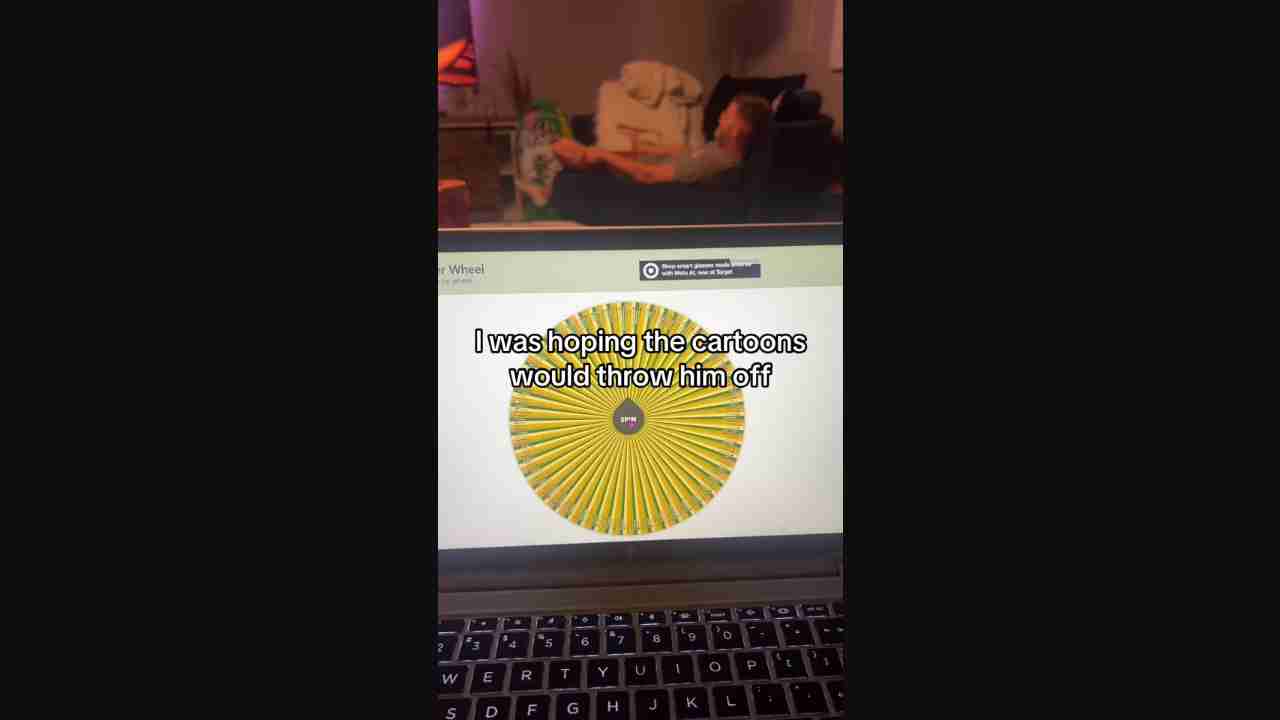 er Wheel
Shop smart glasses made
with Meta AI, now at Target
I was hoping the cartoons
would throw him off
SPIN
2 3 4 5 6 7 8 9 0 - +
W E R T Y U I O P [ ]
S D F G H J K L ;